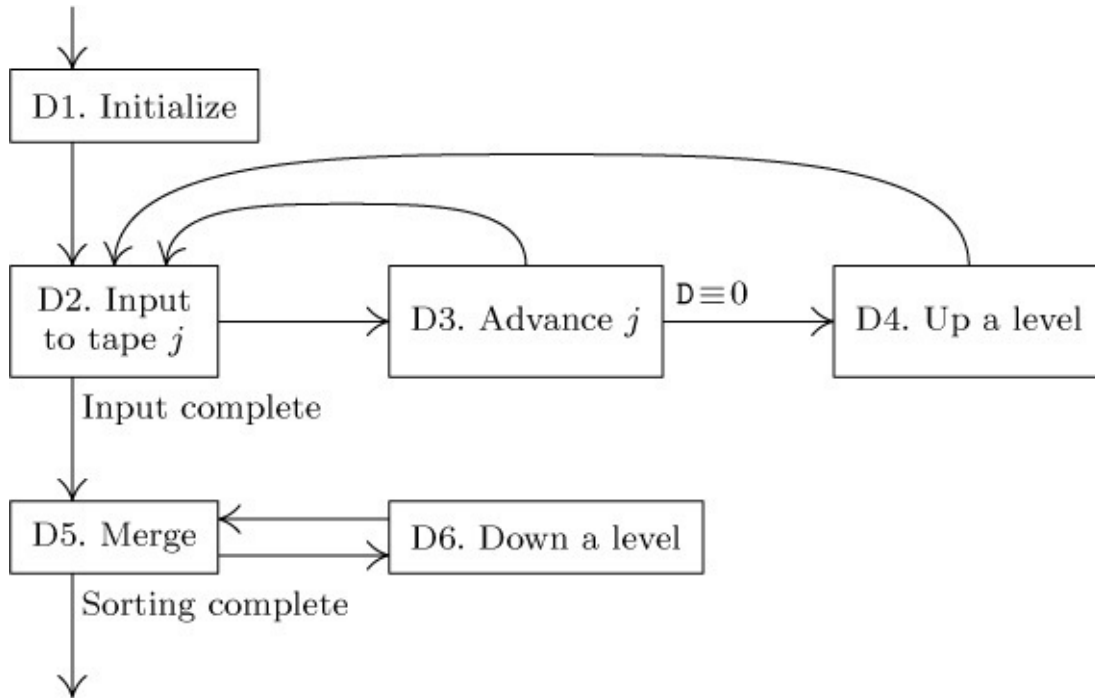 D1. Initialize
D2. Input
to tape j
D3. Advance j
D≡0
D4. Up a level
Input complete
D5. Merge
D6. Down a level
Sorting complete